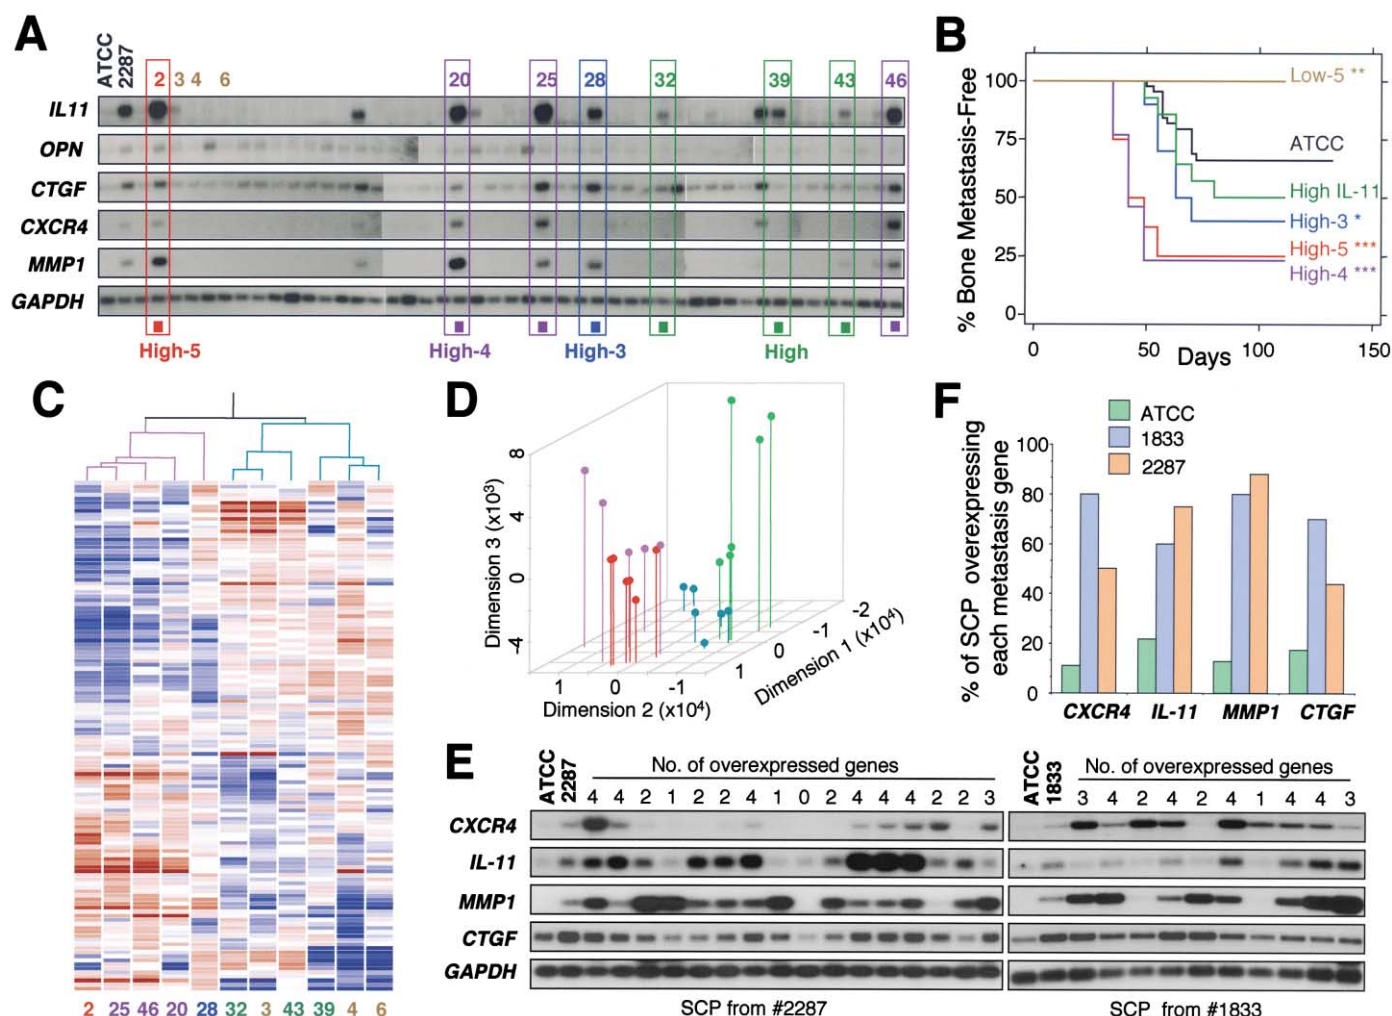 A
ATCC
2287
2 3 4 6 20 25 28 32 39 43 46
IL11
OPN
CTGF
CXCR4
MMP1
GAPDH
High-5 High-4 High-3 High
B
% Bone Metastasis-Free
100
75
50
25
0
Low-5 **
ATCC
High IL-11
High-3 *
High-5 ***
High-4 ***
0 50 100 150
Days
C
2 25 46 20 28 32 3 43 39 4 6
D
Dimension 3 (x10³)
8
4
0
-4
1 0 -1
Dimension 2 (x10⁴)
1 0 -1 -2
Dimension 1 (x10⁴)
F
% of SCP overexpressing
each metastasis gene
ATCC
1833
2287
100
80
60
40
20
0
CXCR4 IL-11 MMP1 CTGF
E
ATCC
2287
No. of overexpressed genes
4 4 2 1 2 2 4 1 0 2 4 4 4 2 2 3
CXCR4
IL-11
MMP1
CTGF
GAPDH
SCP from #2287
ATCC
1833
No. of overexpressed genes
3 4 2 4 2 4 1 4 4 3
SCP from #1833